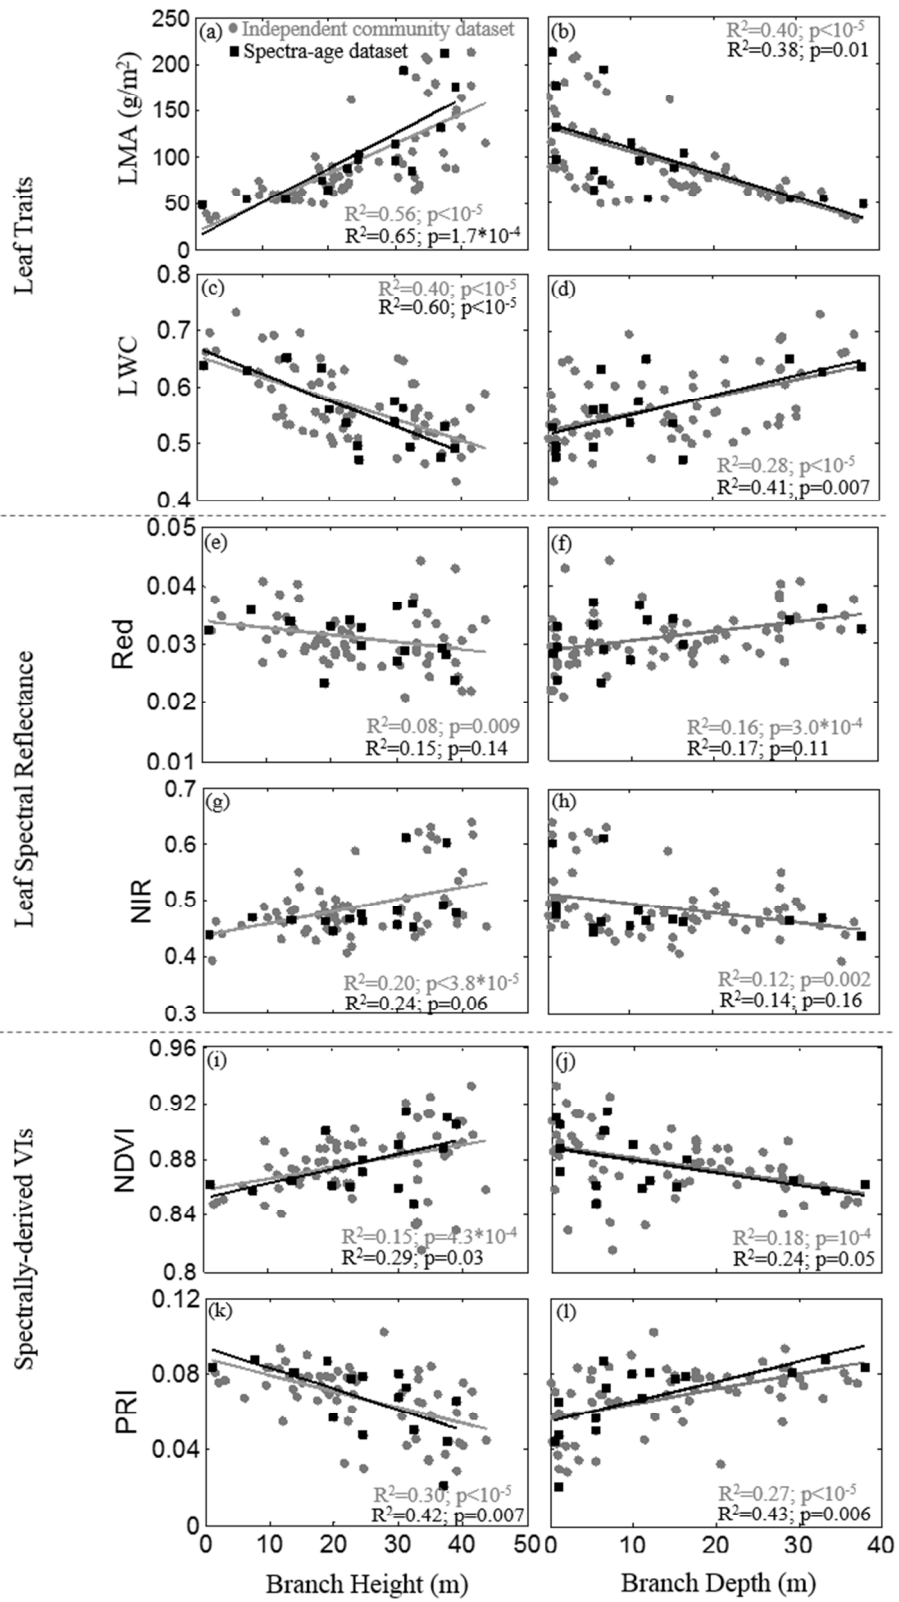 Leaf Traits
Leaf Spectral Reflectance
Spectrally-derived VIs
(a) Independent community dataset
Spectra-age dataset
LMA (g/m²)
250
200
150
100
50
0
R²=0.56; p<10⁻⁵
R²=0.65; p=1.7*10⁻⁴
(b)
R²=0.40; p<10⁻⁵
R²=0.38; p=0.01
(c)
LWC
0.8
0.7
0.6
0.5
0.4
R²=0.40; p<10⁻⁵
R²=0.60; p<10⁻⁵
(d)
R²=0.28; p<10⁻⁵
R²=0.41; p=0.007
(e)
Red
0.05
0.04
0.03
0.02
0.01
R²=0.08; p=0.009
R²=0.15; p=0.14
(f)
R²=0.16; p=3.0*10⁻⁴
R²=0.17; p=0.11
(g)
NIR
0.7
0.6
0.5
0.4
0.3
R²=0.20; p<3.8*10⁻⁵
R²=0.24; p=0.06
(h)
R²=0.12; p=0.002
R²=0.14; p=0.16
(i)
NDVI
0.96
0.92
0.88
0.84
0.8
R²=0.15; p=4.3*10⁻⁴
R²=0.29; p=0.03
(j)
R²=0.18; p=10⁻⁴
R²=0.24; p=0.05
(k)
PRI
0.12
0.08
0.04
0
R²=0.30; p<10⁻⁵
R²=0.42; p=0.007
(l)
R²=0.27; p<10⁻⁵
R²=0.43; p=0.006
0 10 20 30 40 50
0 10 20 30 40
Branch Height (m)
Branch Depth (m)